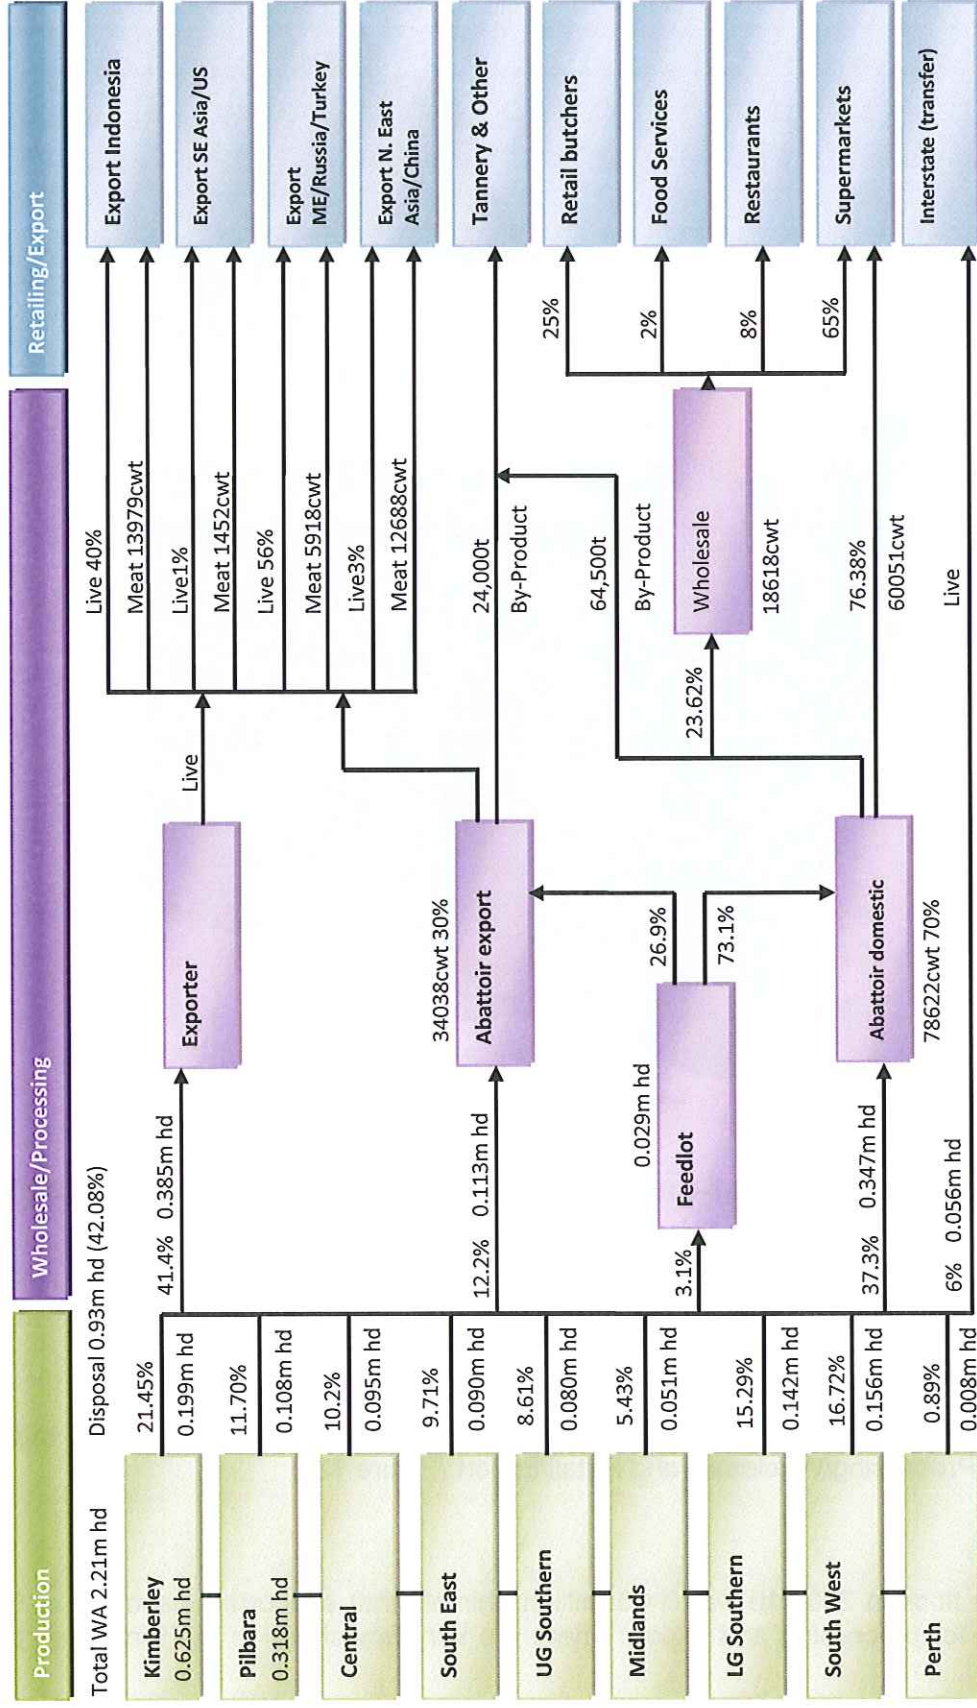 Production
Wholesale/Processing
Retailing/Export
Total WA 2.21m hd
Disposal 0.93m hd (42.08%)
Kimberley
0.625m hd
Pilbara
0.318m hd
Central
South East
UG Southern
Midlands
LG Southern
South West
Perth
21.45%
0.199m hd
11.70%
0.108m hd
10.2%
0.095m hd
9.71%
0.090m hd
8.61%
0.080m hd
5.43%
0.051m hd
15.29%
0.142m hd
16.72%
0.156m hd
0.89%
0.008m hd
41.4% 0.385m hd
12.2% 0.113m hd
3.1%
37.3% 0.347m hd
6% 0.056m hd
Exporter
34038cwt 30%
Abattoir export
0.029m hd
Feedlot
26.9%
73.1%
Abattoir domestic
78622cwt 70%
Live
23.62%
Wholesale
18618cwt
Live 40%
Meat 13979cwt
Live1%
Meat 1452cwt
Live 56%
Meat 5918cwt
Live3%
Meat 12688cwt
24,000t
By-Product
64,500t
By-Product
76.38%
60051cwt
Live
25%
2%
8%
65%
Export Indonesia
Export SE Asia/US
Export
ME/Russia/Turkey
Export N. East
Asia/China
Tannery & Other
Retail butchers
Food Services
Restaurants
Supermarkets
Interstate (transfer)